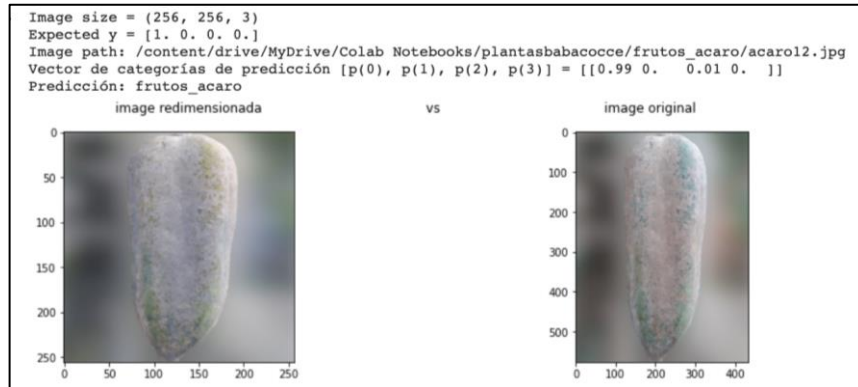 Image size = (256, 256, 3)
Expected y = [1. 0. 0. 0.]
Image path: /content/drive/MyDrive/Colab Notebooks/plantasbabacocce/frutos_acaro/acaro12.jpg
Vector de categorías de predicción [p(0), p(1), p(2), p(3)] = [[0.99 0.   0.01 0.  ]]
Predicción: frutos_acaro
image redimensionada vs image original
0
50
100
150
200
250
0 50 100 150 200 250
0
100
200
300
400
500
0 100 200 300 400